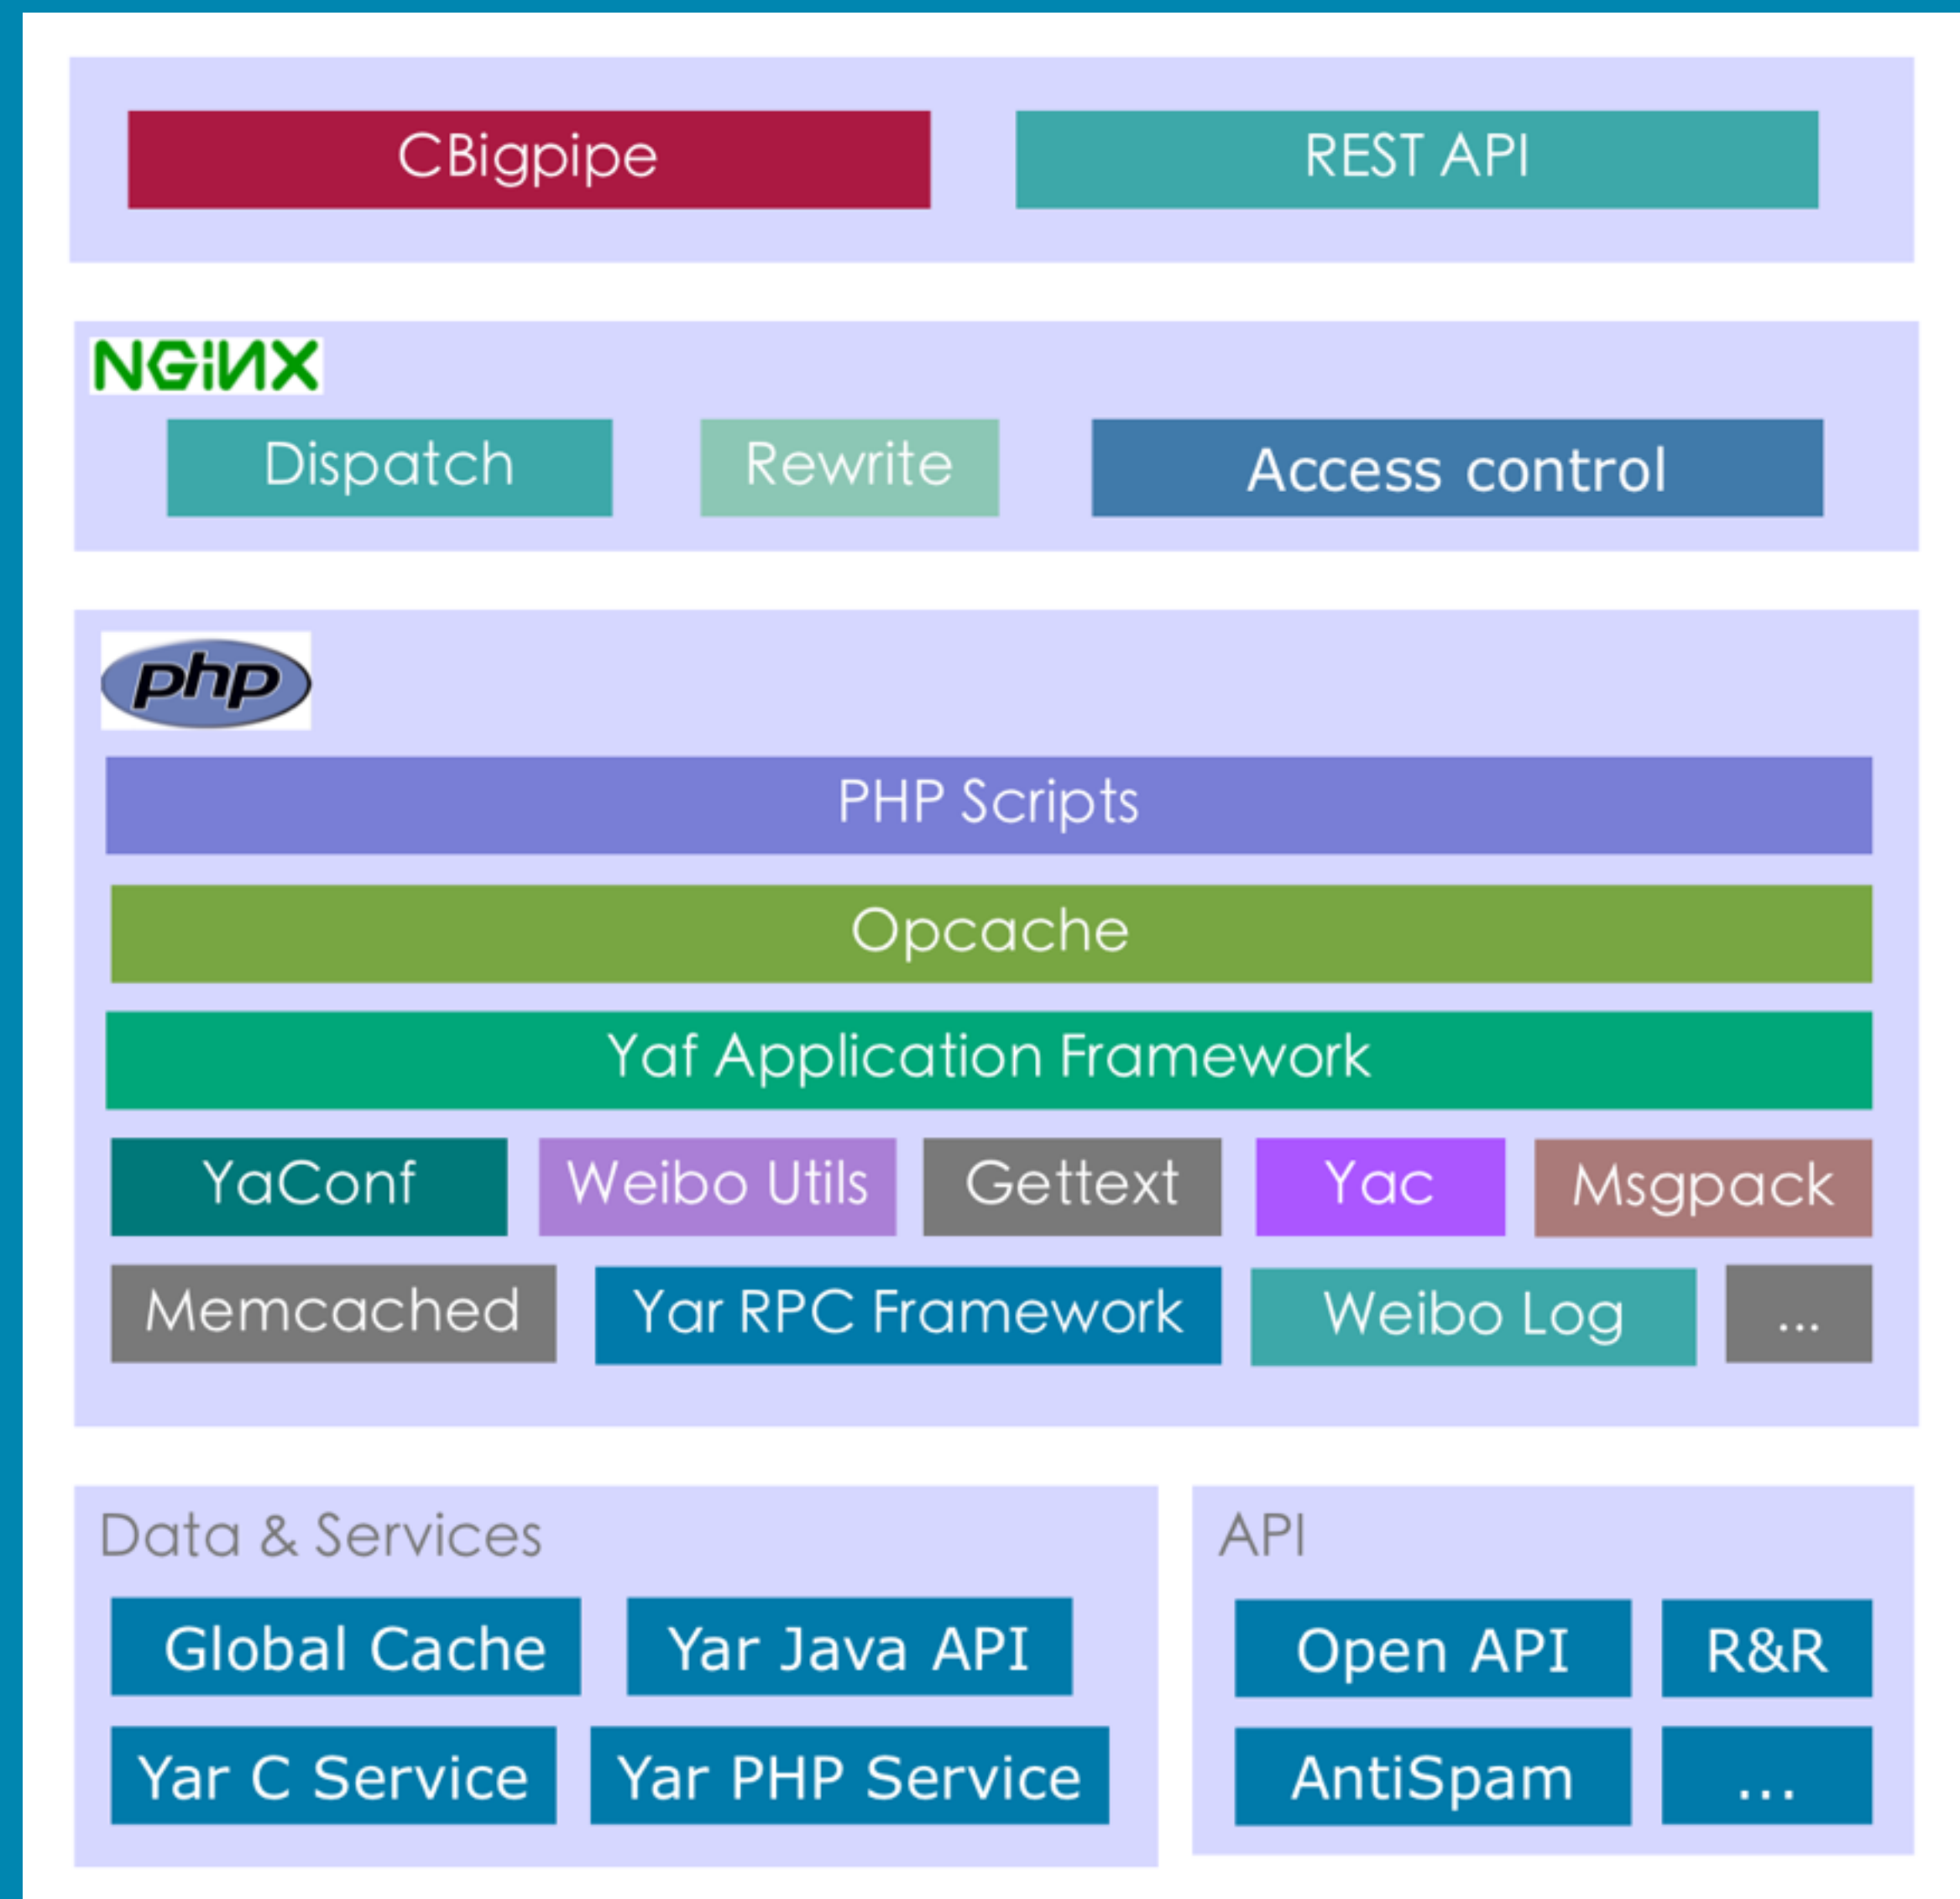 CBigpipe
REST API
NGiNX
Dispatch
Rewrite
Access control
php
PHP Scripts
Opcache
Yaf Application Framework
YaConf
Weibo Utils
Gettext
Yac
Msgpack
Memcached
Yar RPC Framework
Weibo Log
...
Data & Services
Global Cache
Yar Java API
Yar C Service
Yar PHP Service
API
Open API
R&R
AntiSpam
...